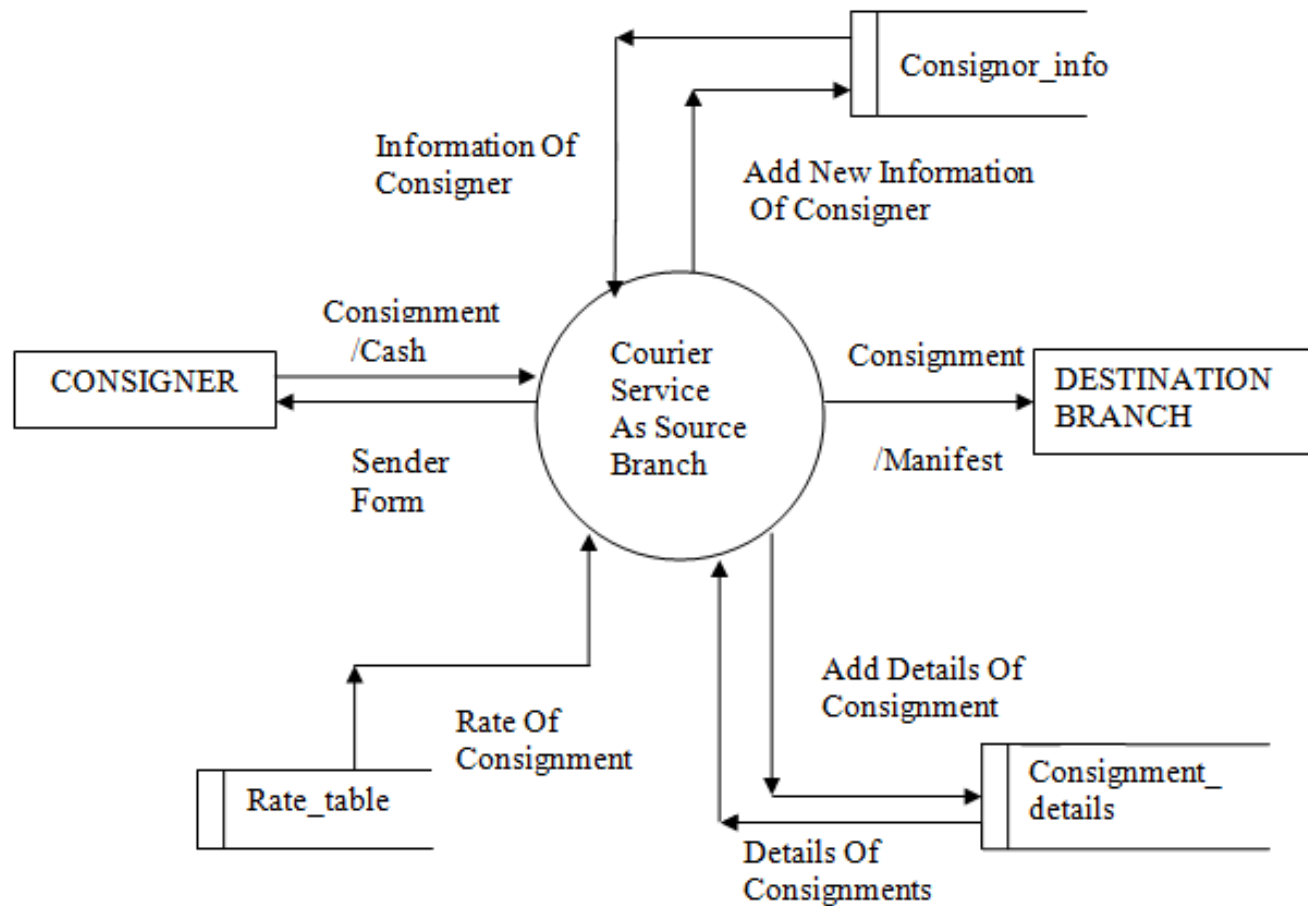 Consignor_info
Information Of
Consigner
Add New Information
Of Consigner
Consignment
/Cash
CONSIGNER
Sender
Form
Courier
Service
As Source
Branch
Consignment
/Manifest
DESTINATION
BRANCH
Rate Of
Consignment
Rate_table
Add Details Of
Consignment
Consignment_
details
Details Of
Consignments